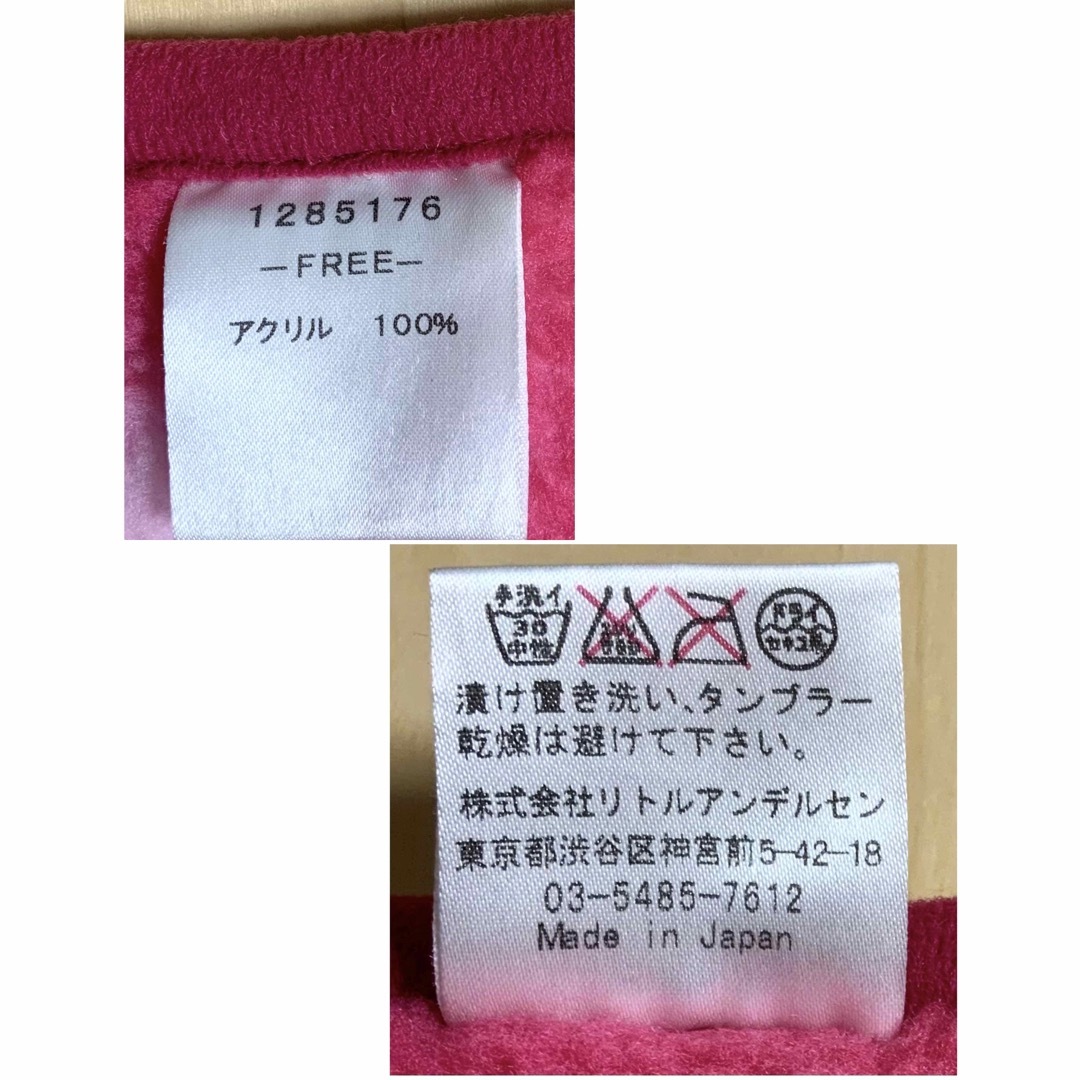 1285176
—FREE—
アクリル 100%
手洗イ
30
中性
ドライ
セキユ系
漬け置き洗い、タンブラー
乾燥は避けて下さい。
株式会社リトルアンデルセン
東京都渋谷区神宮前5-42-18
03-5485-7612
Made in Japan